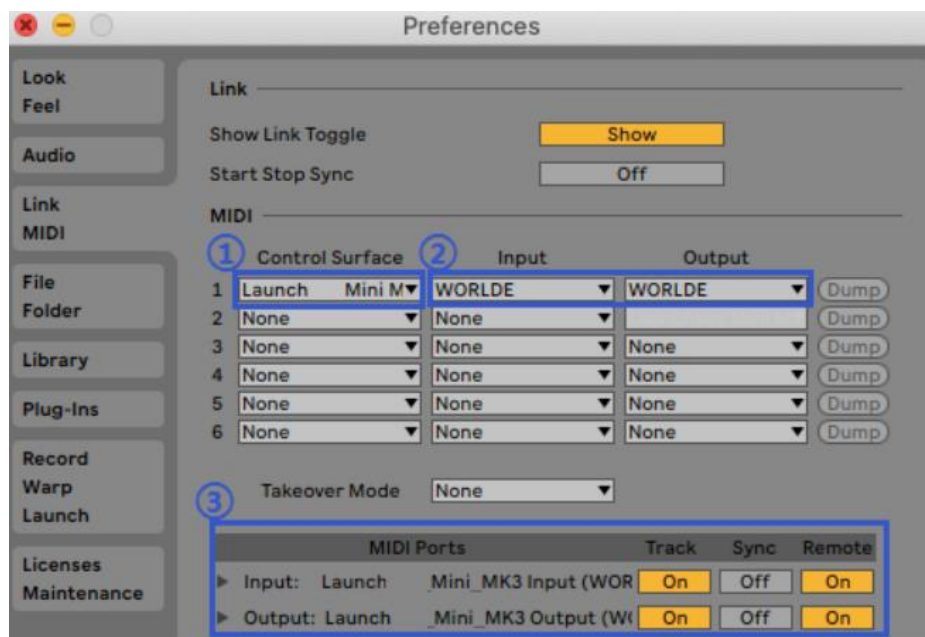 Preferences
Look
Feel
Audio
Link
MIDI
File
Folder
Library
Plug-Ins
Record
Warp
Launch
Licenses
Maintenance
Link
Show Link Toggle Show
Start Stop Sync Off
MIDI
① Control Surface ② Input Output
1 Launch Mini M WORLDE WORLDE Dump
2 None None Dump
3 None None None Dump
4 None None None Dump
5 None None None Dump
6 None None None Dump
Takeover Mode None
③
MIDI Ports Track Sync Remote
Input: Launch _Mini_MK3 Input (WOR On Off On
Output: Launch _Mini_MK3 Output (W On Off On